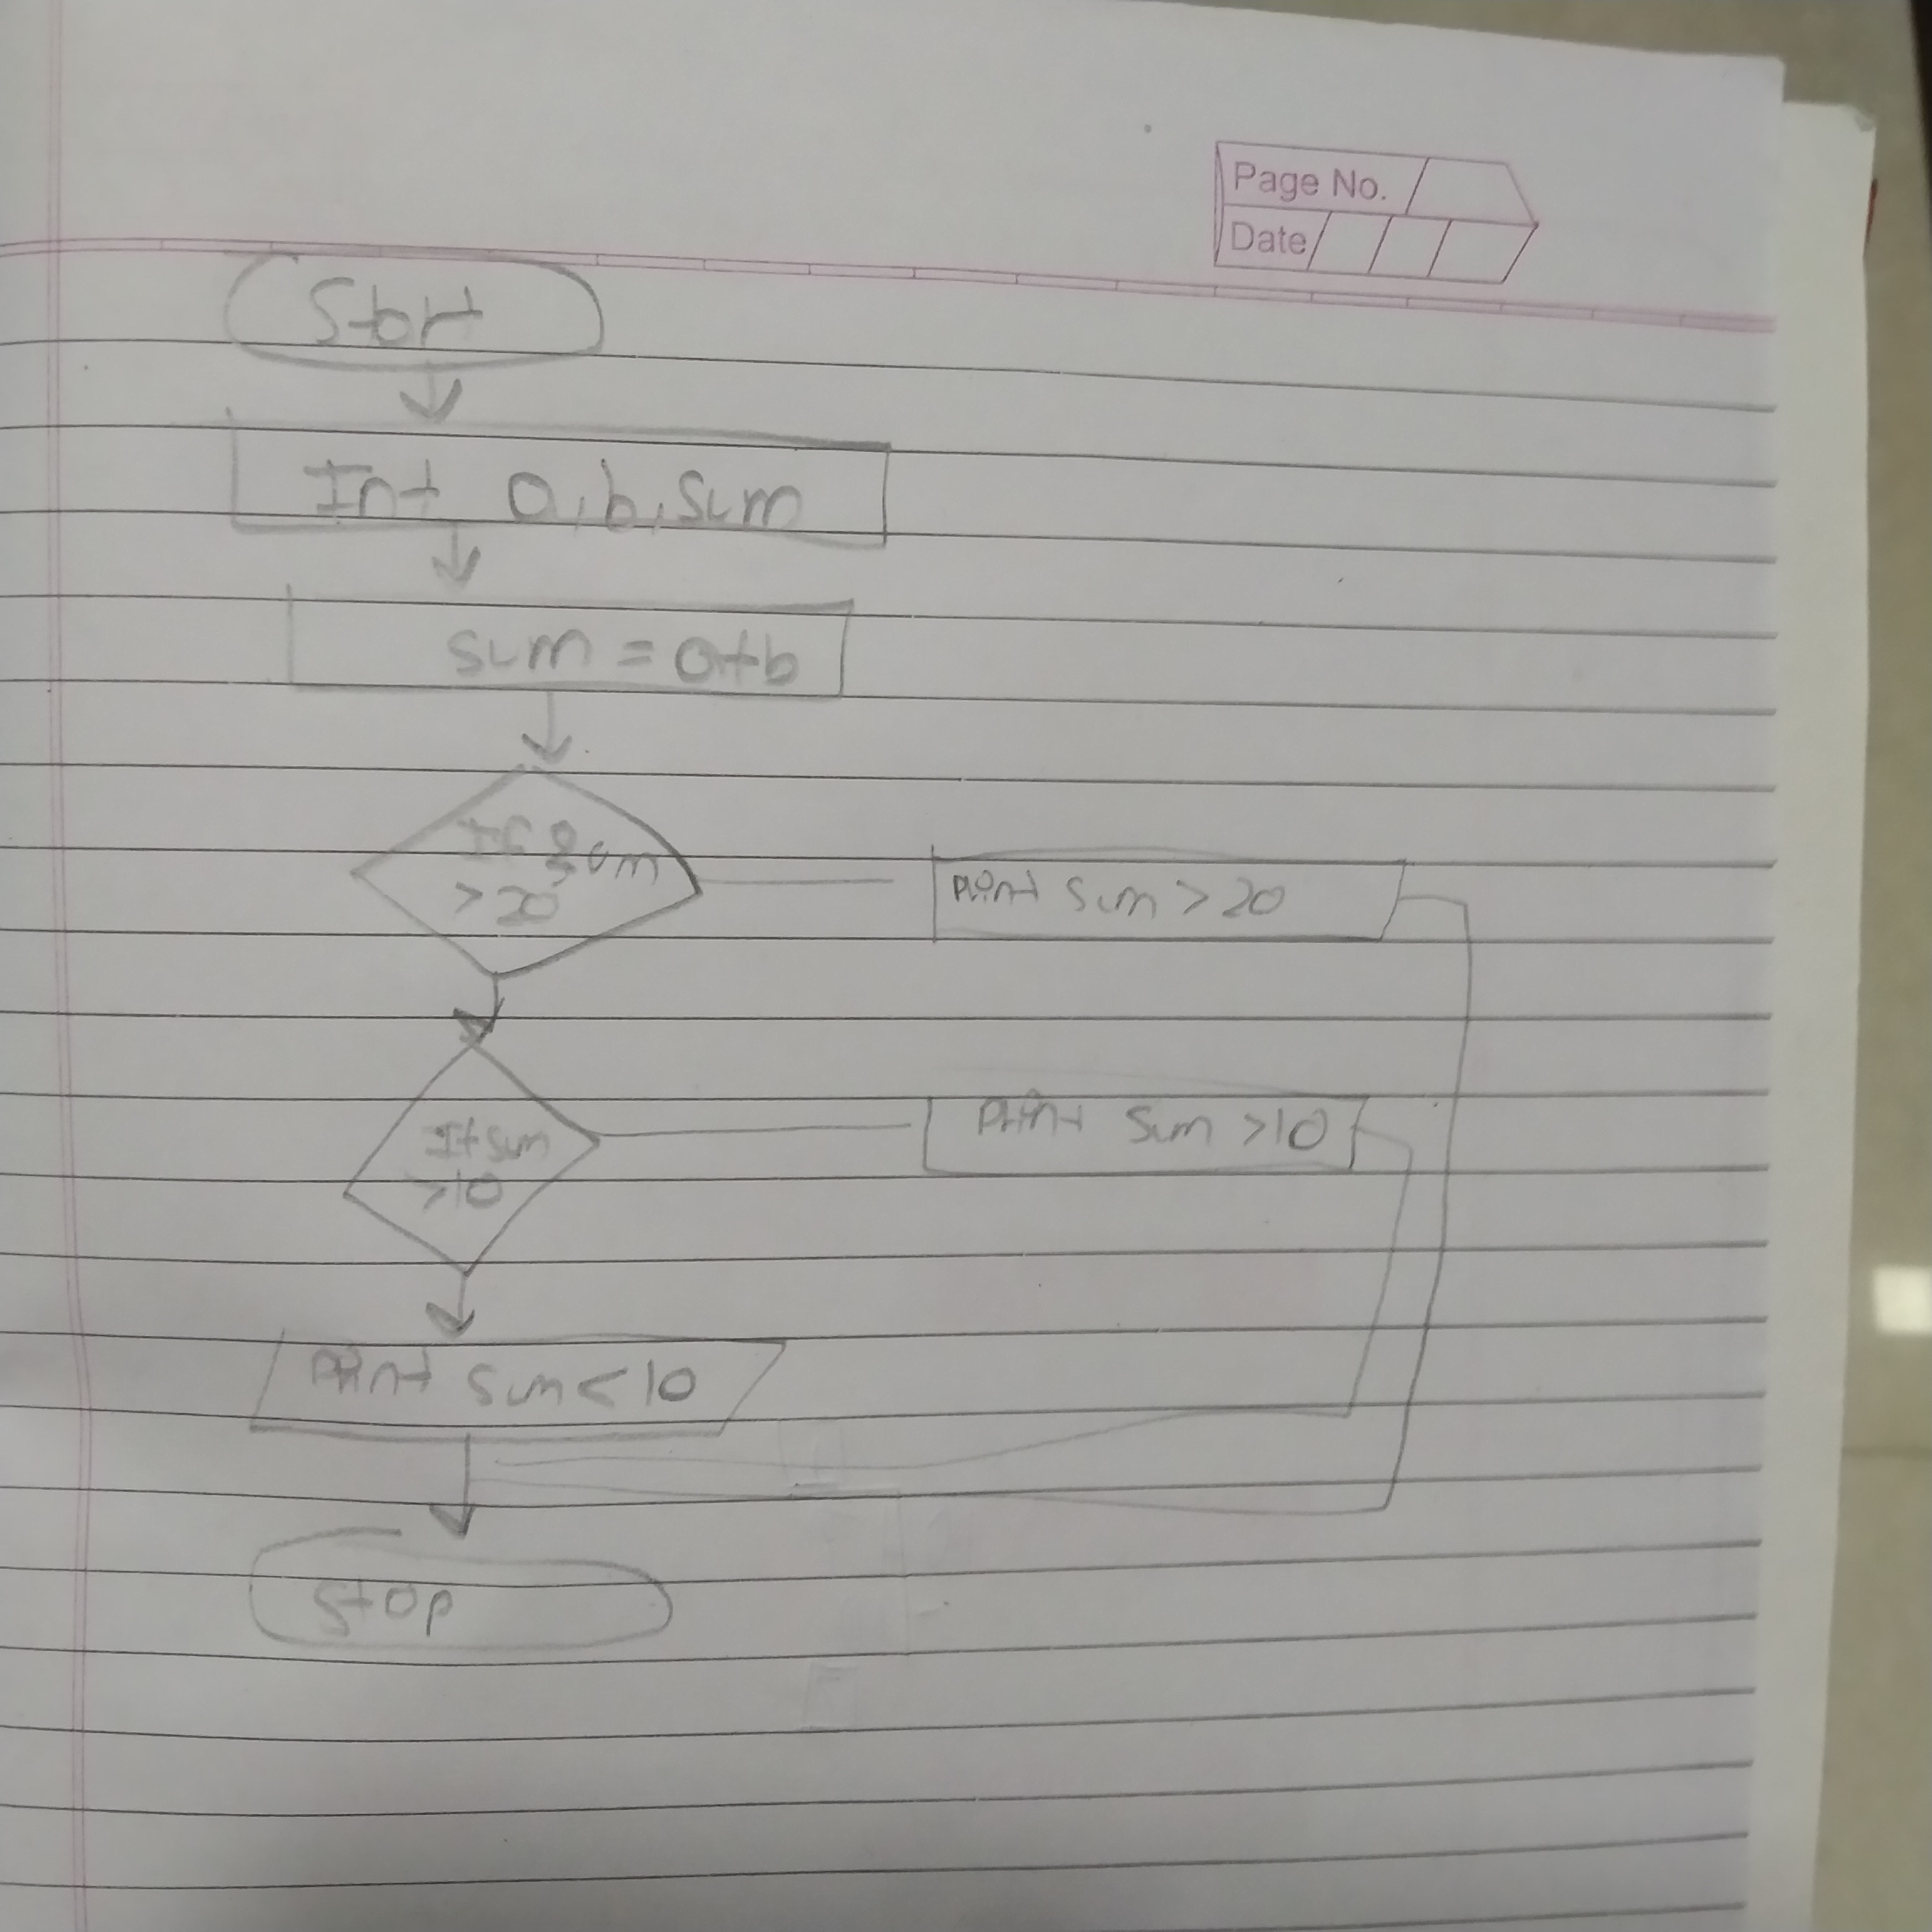 Page No.
Date
Start
Int a, b, sum
sum = a+b
If sum
>20
Print sum > 20
If sum
>10
Print sum >10
Print sum < 10
Stop